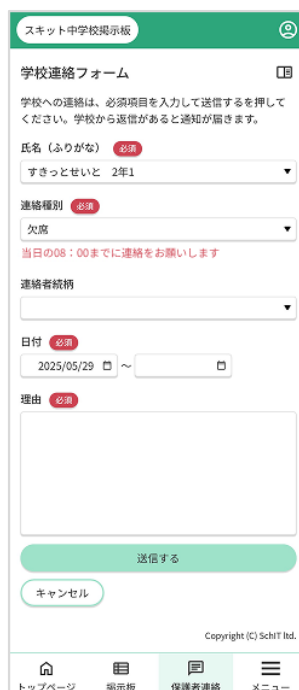 スキット中学校掲示板
学校連絡フォーム
学校への連絡は、必須項目を入力して送信するを押して
ください。学校から返信があると通知が届きます。
氏名（ふりがな） 必須
すきっとせいと　2年1
連絡種別 必須
欠席
当日の08：00までに連絡をお願いします
連絡者続柄
日付 必須
2025/05/29 ～
理由 必須
送信する
キャンセル
Copyright (C) SchIT ltd.
トップページ 掲示板 保護者連絡 メニュー